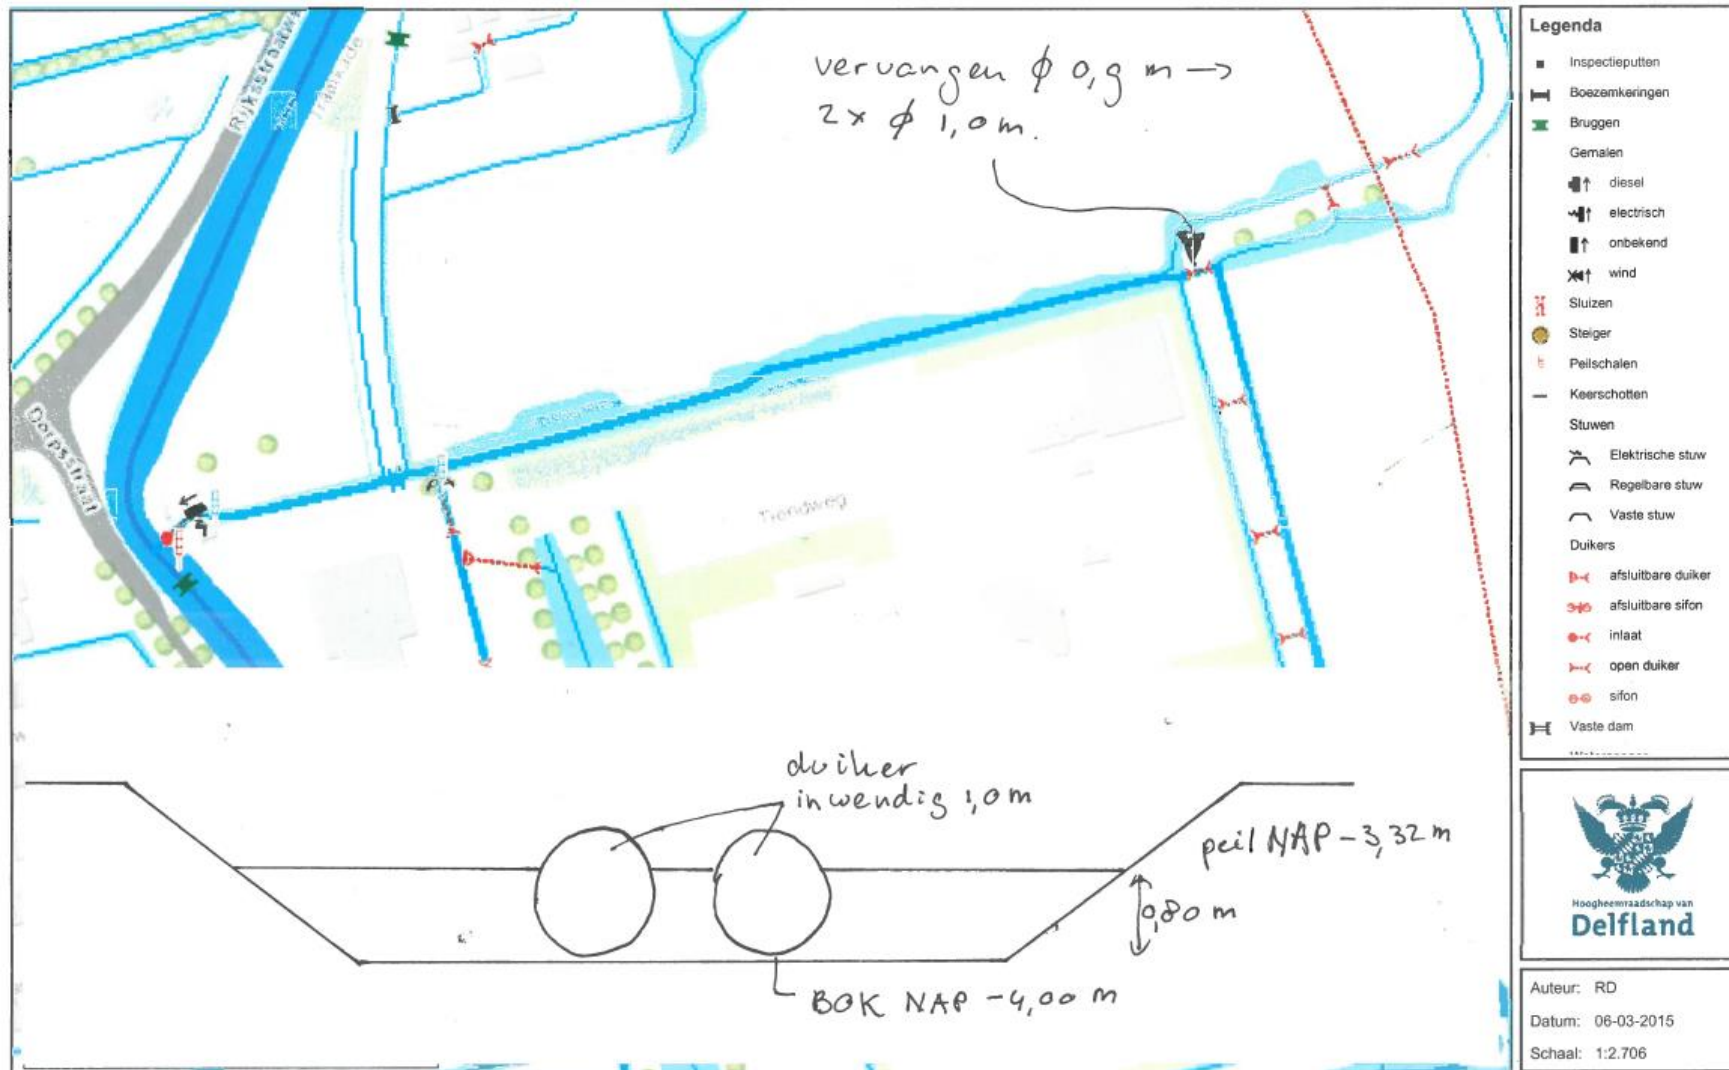 vervangen ϕ 0,9 m →
2x ϕ 1,0 m.
Rijksstraatweg
Dorpsstraat
Tiendweg
duiker
inwendig 1,0 m
peil NAP -3,32 m
0,80 m
BOK NAP -4,00 m
Legenda
Inspectieputten
Boezemkeringen
Bruggen
Gemalen
diesel
electrisch
onbekend
wind
Sluizen
Steiger
Peilschalen
Keerschotten
Stuwen
Elektrische stuw
Regelbare stuw
Vaste stuw
Duikers
afsluitbare duiker
afsluitbare sifon
inlaat
open duiker
sifon
Vaste dam
Hoogheemraadschap van
Delfland
Auteur: RD
Datum: 06-03-2015
Schaal: 1:2.706